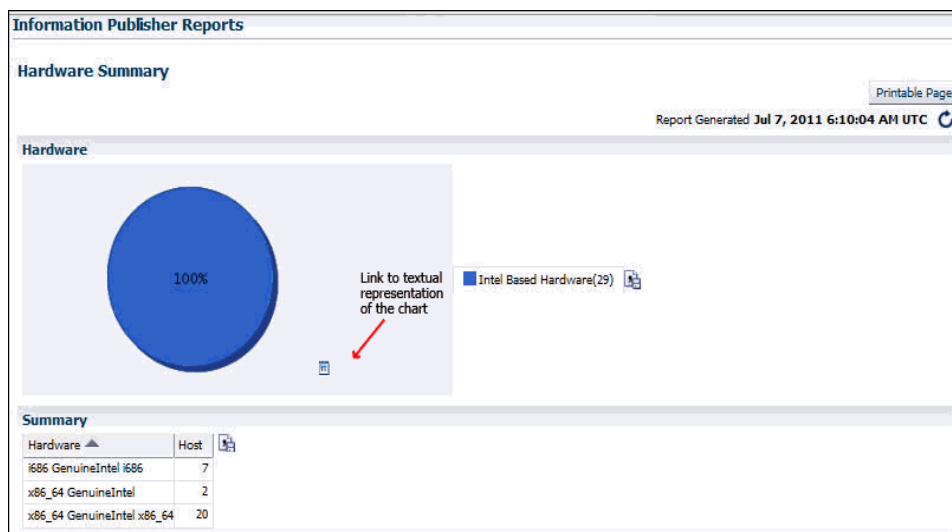 Information Publisher Reports
Hardware Summary
Printable Page
Report Generated Jul 7, 2011 6:10:04 AM UTC
Hardware
100%
Link to textual
representation
of the chart
Intel Based Hardware(29)
Summary
Hardware Host
i686 GenuineIntel i686 7
x86_64 GenuineIntel 2
x86_64 GenuineIntel x86_64 20